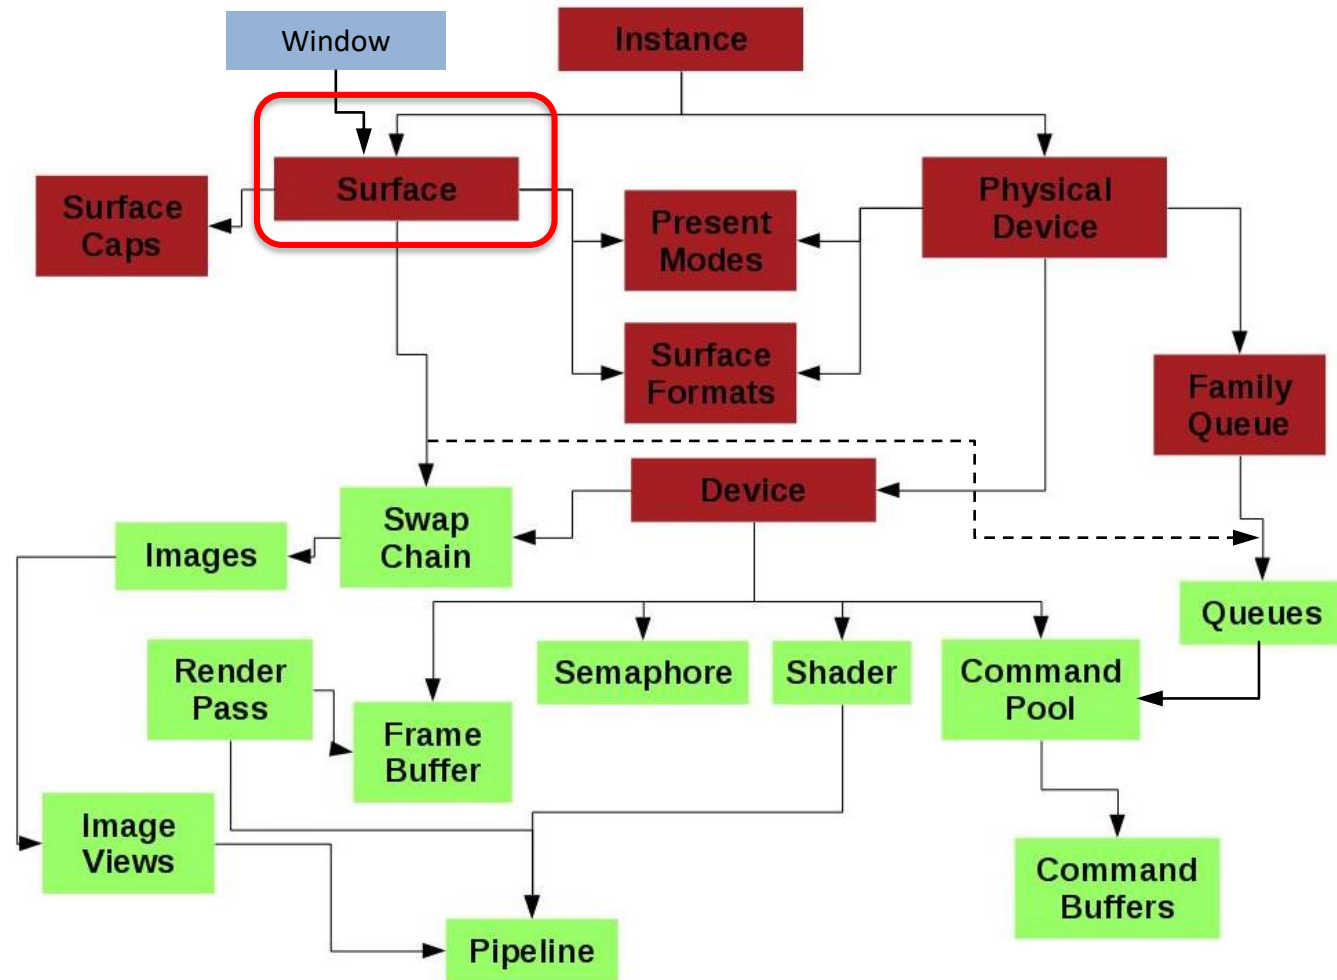 Window
Instance
Surface
Physical
Device
Surface
Caps
Present
Modes
Surface
Formats
Family
Queue
Device
Swap
Chain
Images
Queues
Render
Pass
Semaphore
Shader
Command
Pool
Frame
Buffer
Image
Views
Command
Buffers
Pipeline